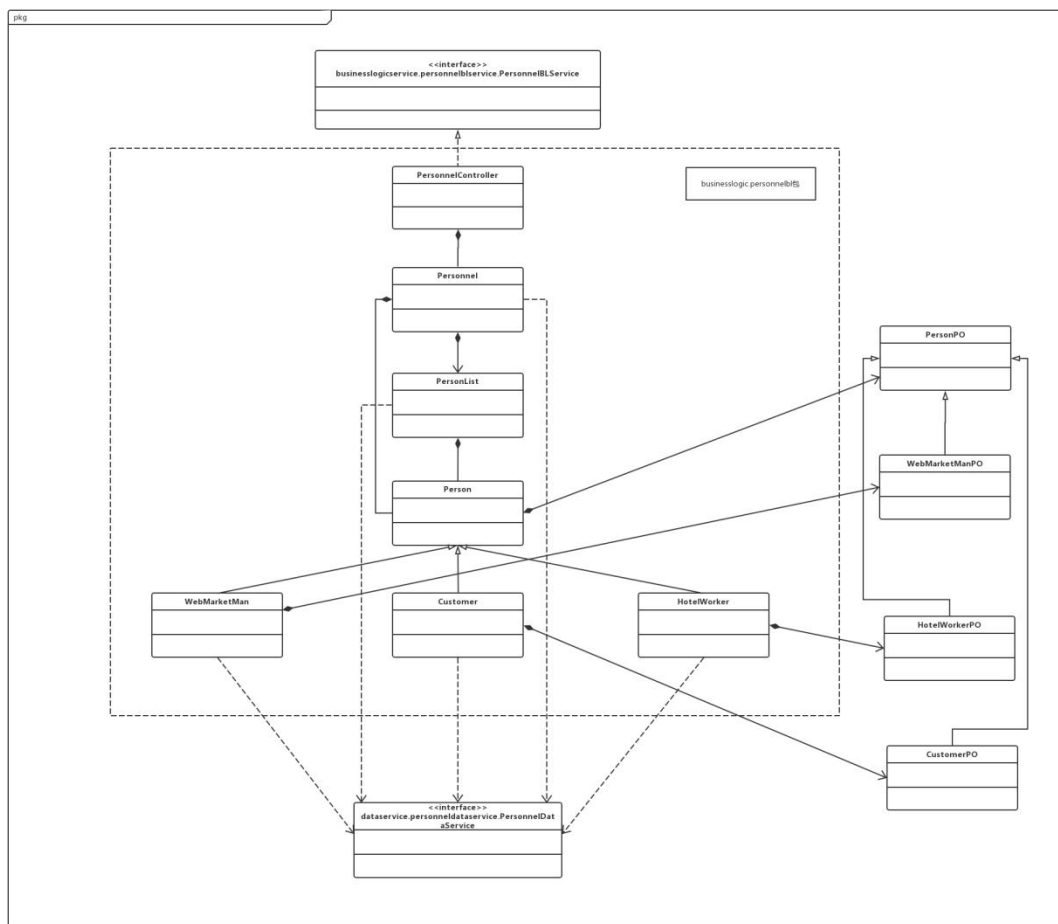 pkg
<<interface>>
businesslogicservice.personnelblservice.PersonnelBLService
PersonnelController
businesslogic.personnelbl包
Personnel
PersonPO
PersonList
WebMarketManPO
Person
WebMarketMan
Customer
HotelWorker
HotelWorkerPO
CustomerPO
<<interface>>
dataservice.personneldataservice.PersonnelDat
aService